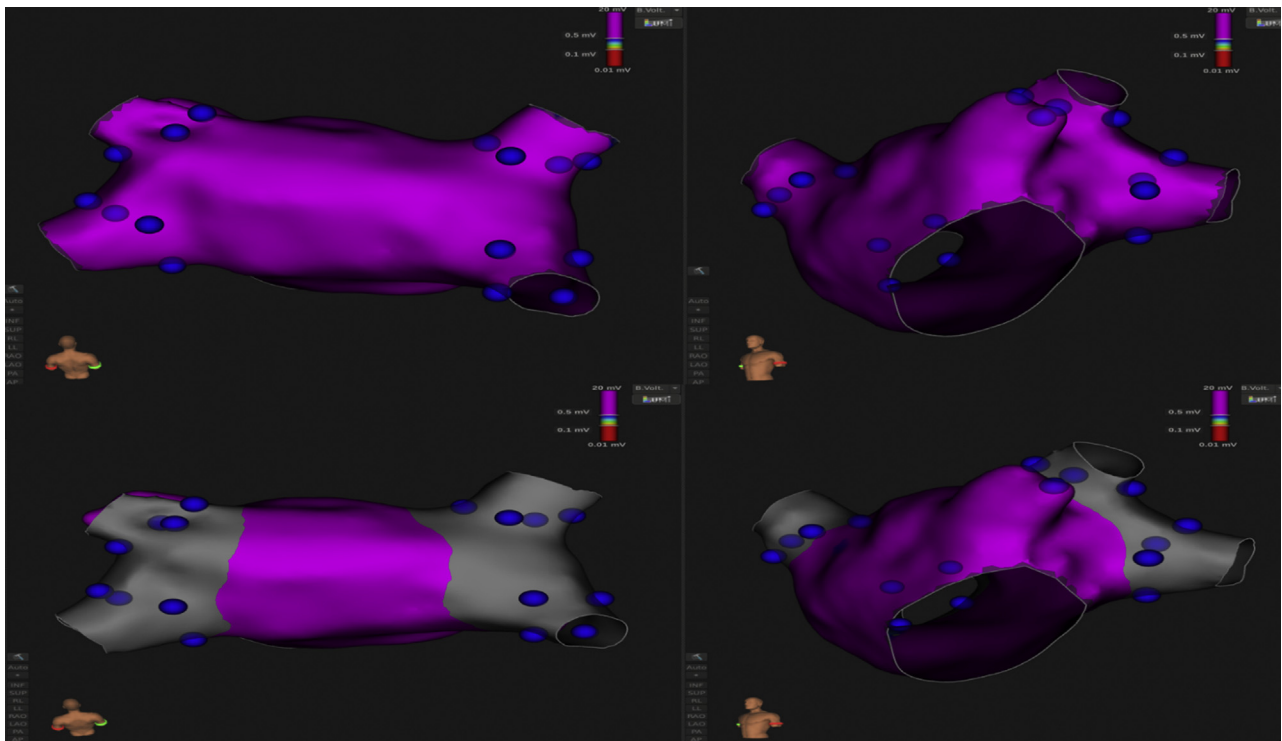 20 mV
B.Volt.
0.5 mV
0.1 mV
0.01 mV
Auto
INF
SUP
RL
LL
RAO
LAO
PA
AP
20 mV
B.Volt.
0.5 mV
0.1 mV
0.01 mV
Auto
INF
SUP
RL
LL
RAO
LAO
PA
AP
20 mV
B.Volt.
0.5 mV
0.1 mV
0.01 mV
Auto
INF
SUP
RL
LL
RAO
LAO
PA
AP
20 mV
B.Volt.
0.5 mV
0.1 mV
0.01 mV
Auto
INF
SUP
RL
LL
RAO
LAO
PA
AP